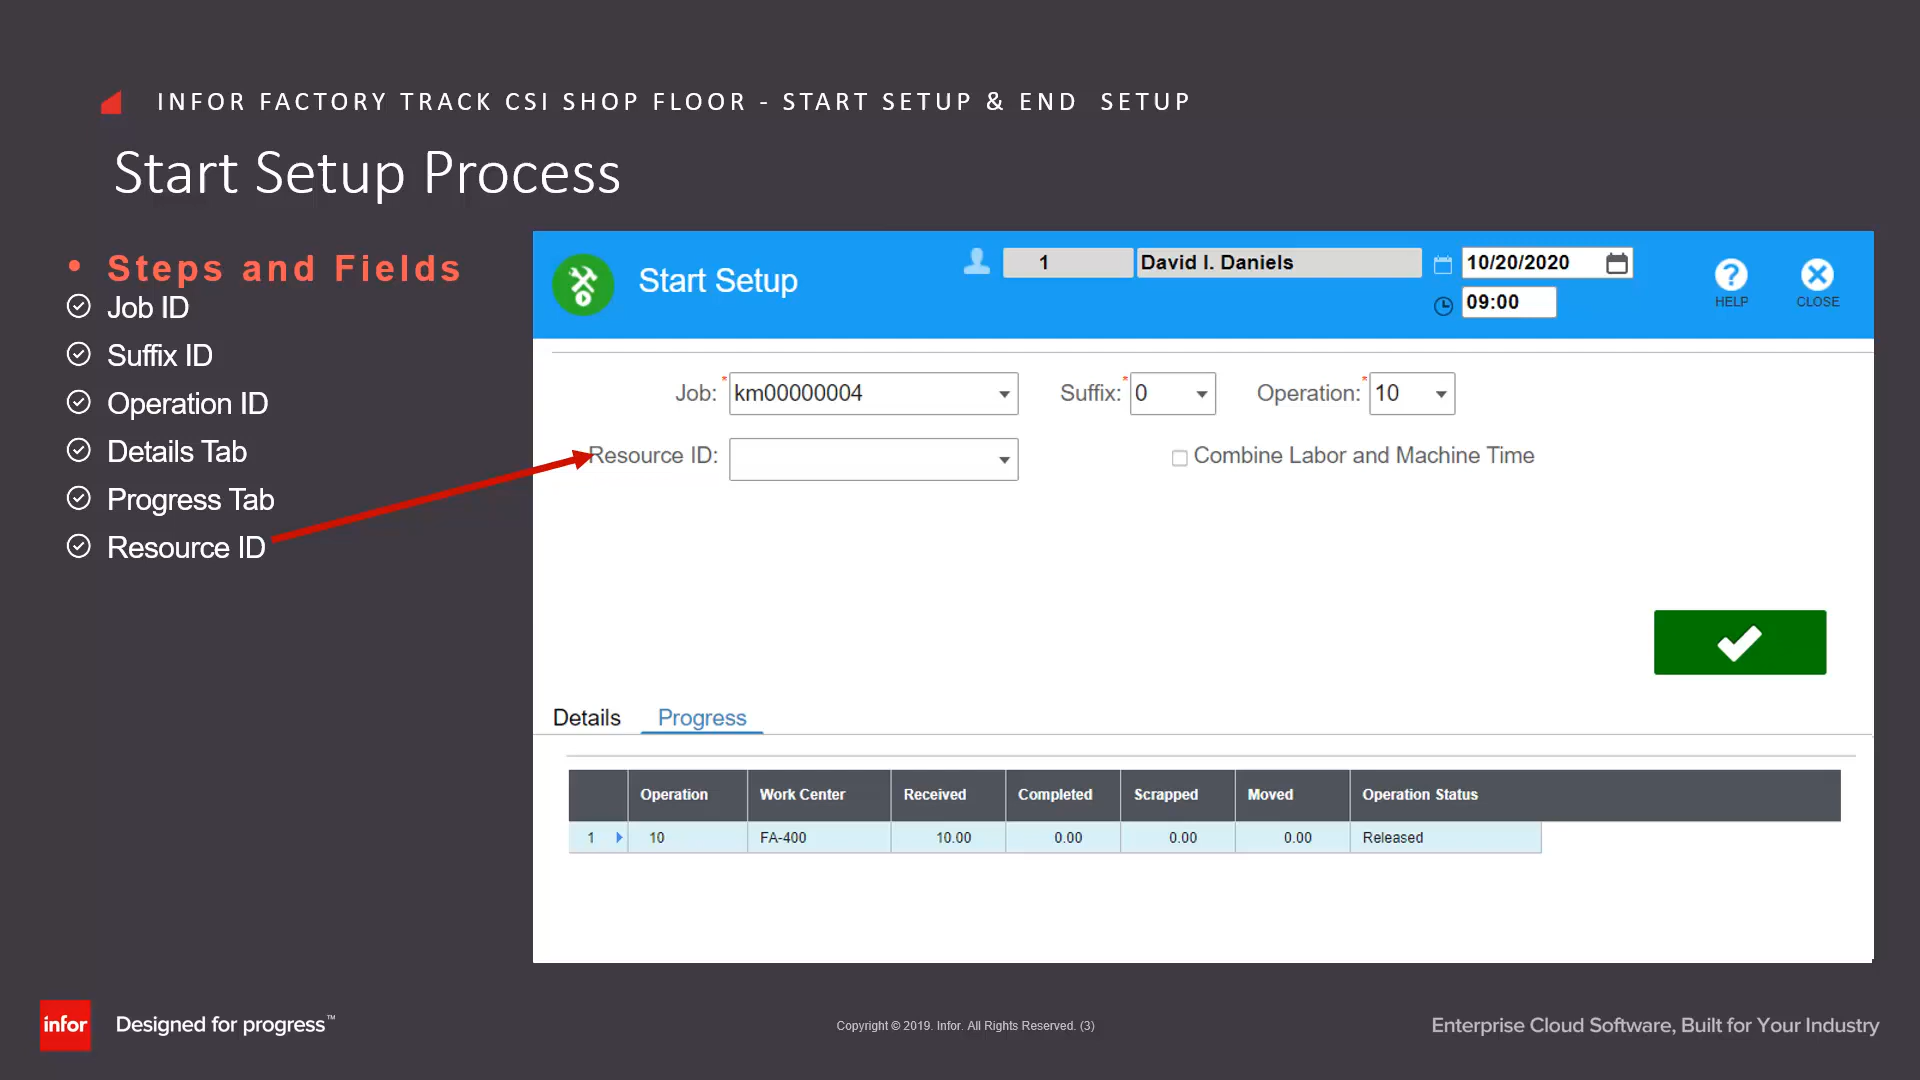 INFOR FACTORY TRACK CSI SHOP FLOOR - START SETUP & END SETUP
Start Setup Process
• Steps and Fields
Job ID
Suffix ID
Operation ID
Details Tab
Progress Tab
Resource ID
Start Setup
1 David I. Daniels
10/20/2020
09:00
HELP
CLOSE
Job:* km00000004
Suffix:* 0
Operation:* 10
Resource ID:
Combine Labor and Machine Time
Details Progress
Operation Work Center Received Completed Scrapped Moved Operation Status
1 10 FA-400 10.00 0.00 0.00 0.00 Released
infor Designed for progress™
Copyright © 2019. Infor. All Rights Reserved. (3)
Enterprise Cloud Software, Built for Your Industry